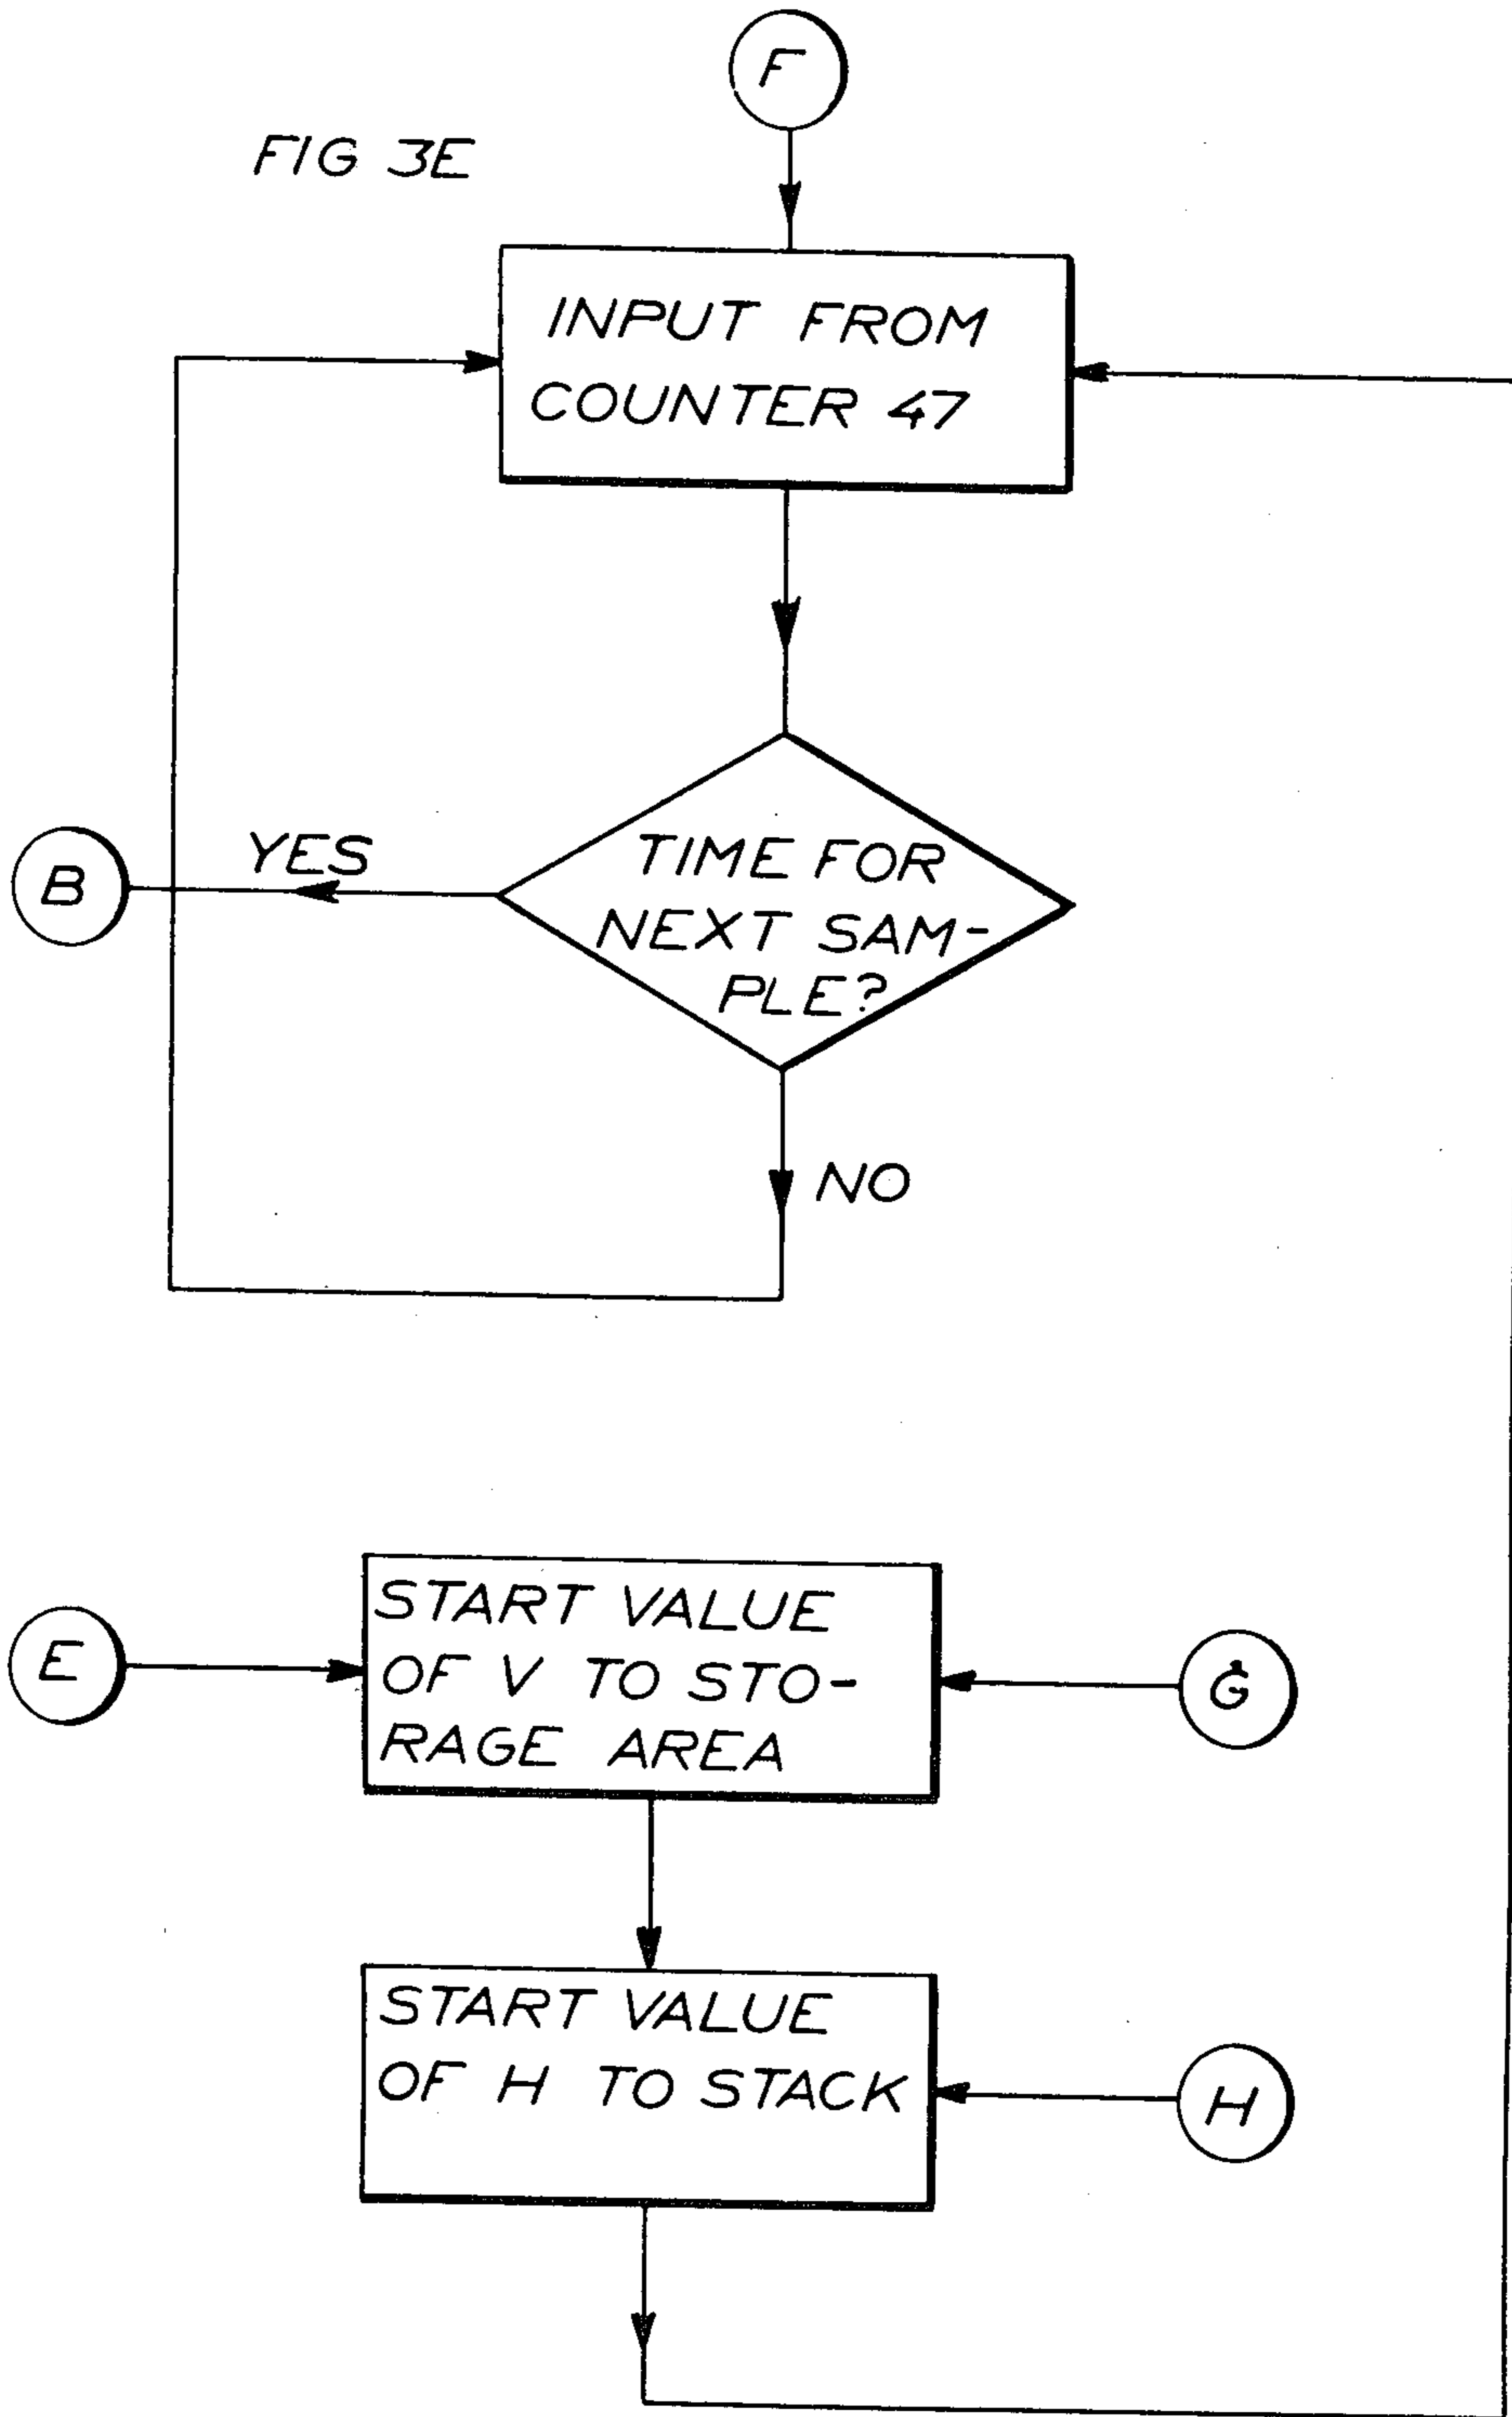 F
FIG 3E
INPUT FROM
COUNTER 47
YES
B
TIME FOR
NEXT SAM-
PLE?
NO
START VALUE
OF V TO STO-
RAGE AREA
E
G
START VALUE
OF H TO STACK
H